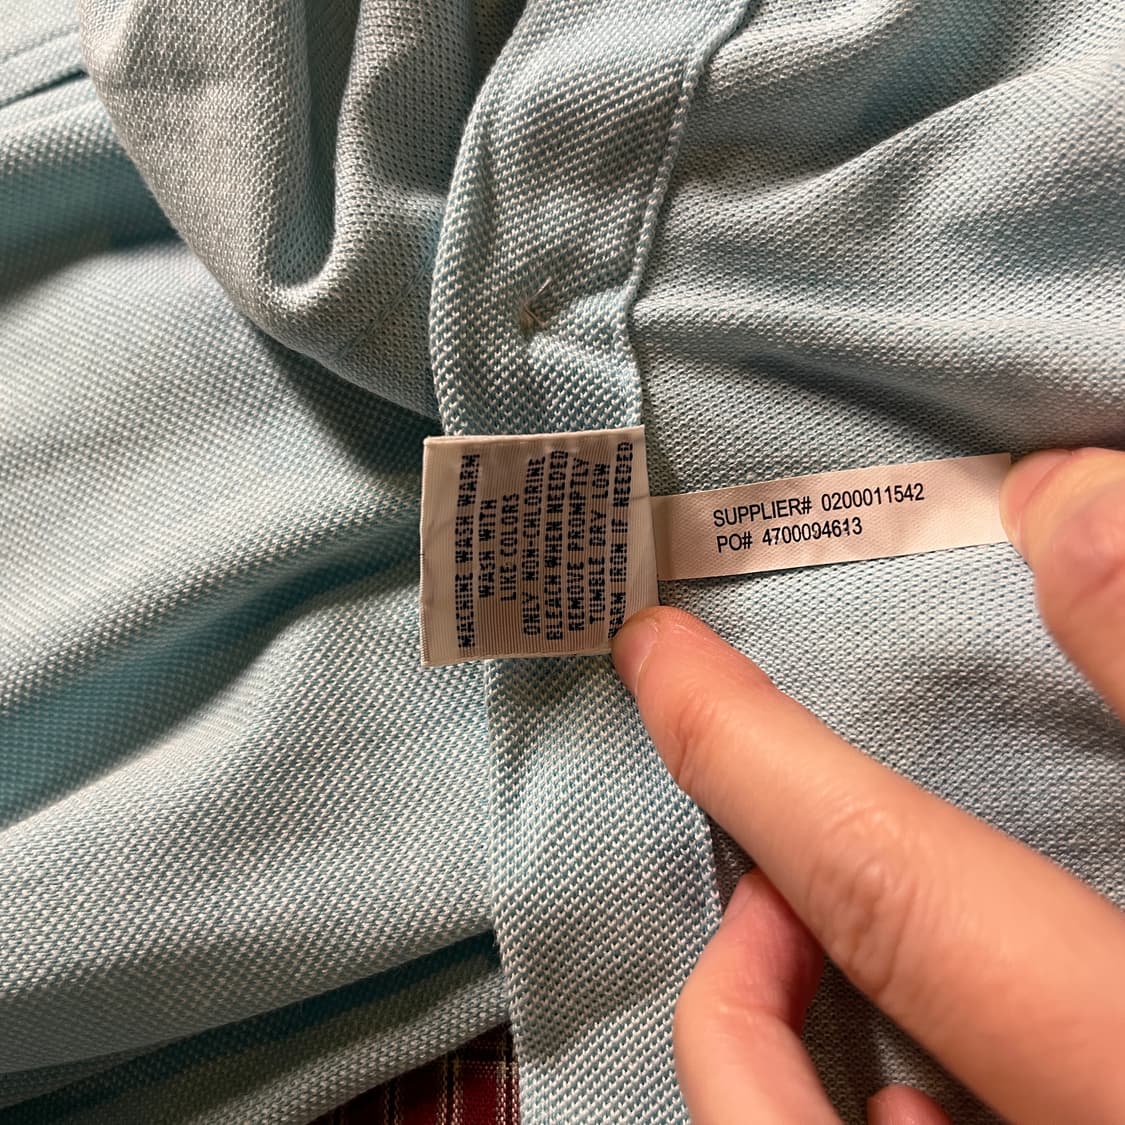 MACHINE WASH WARM
WASH WITH
LIKE COLORS
ONLY NON-CHLORINE
BLEACH WHEN NEEDED
REMOVE PROMPTLY
TUMBLE DRY LOW
IRON IF NEEDED
SUPPLIER# 0200011542
PO# 4700094613